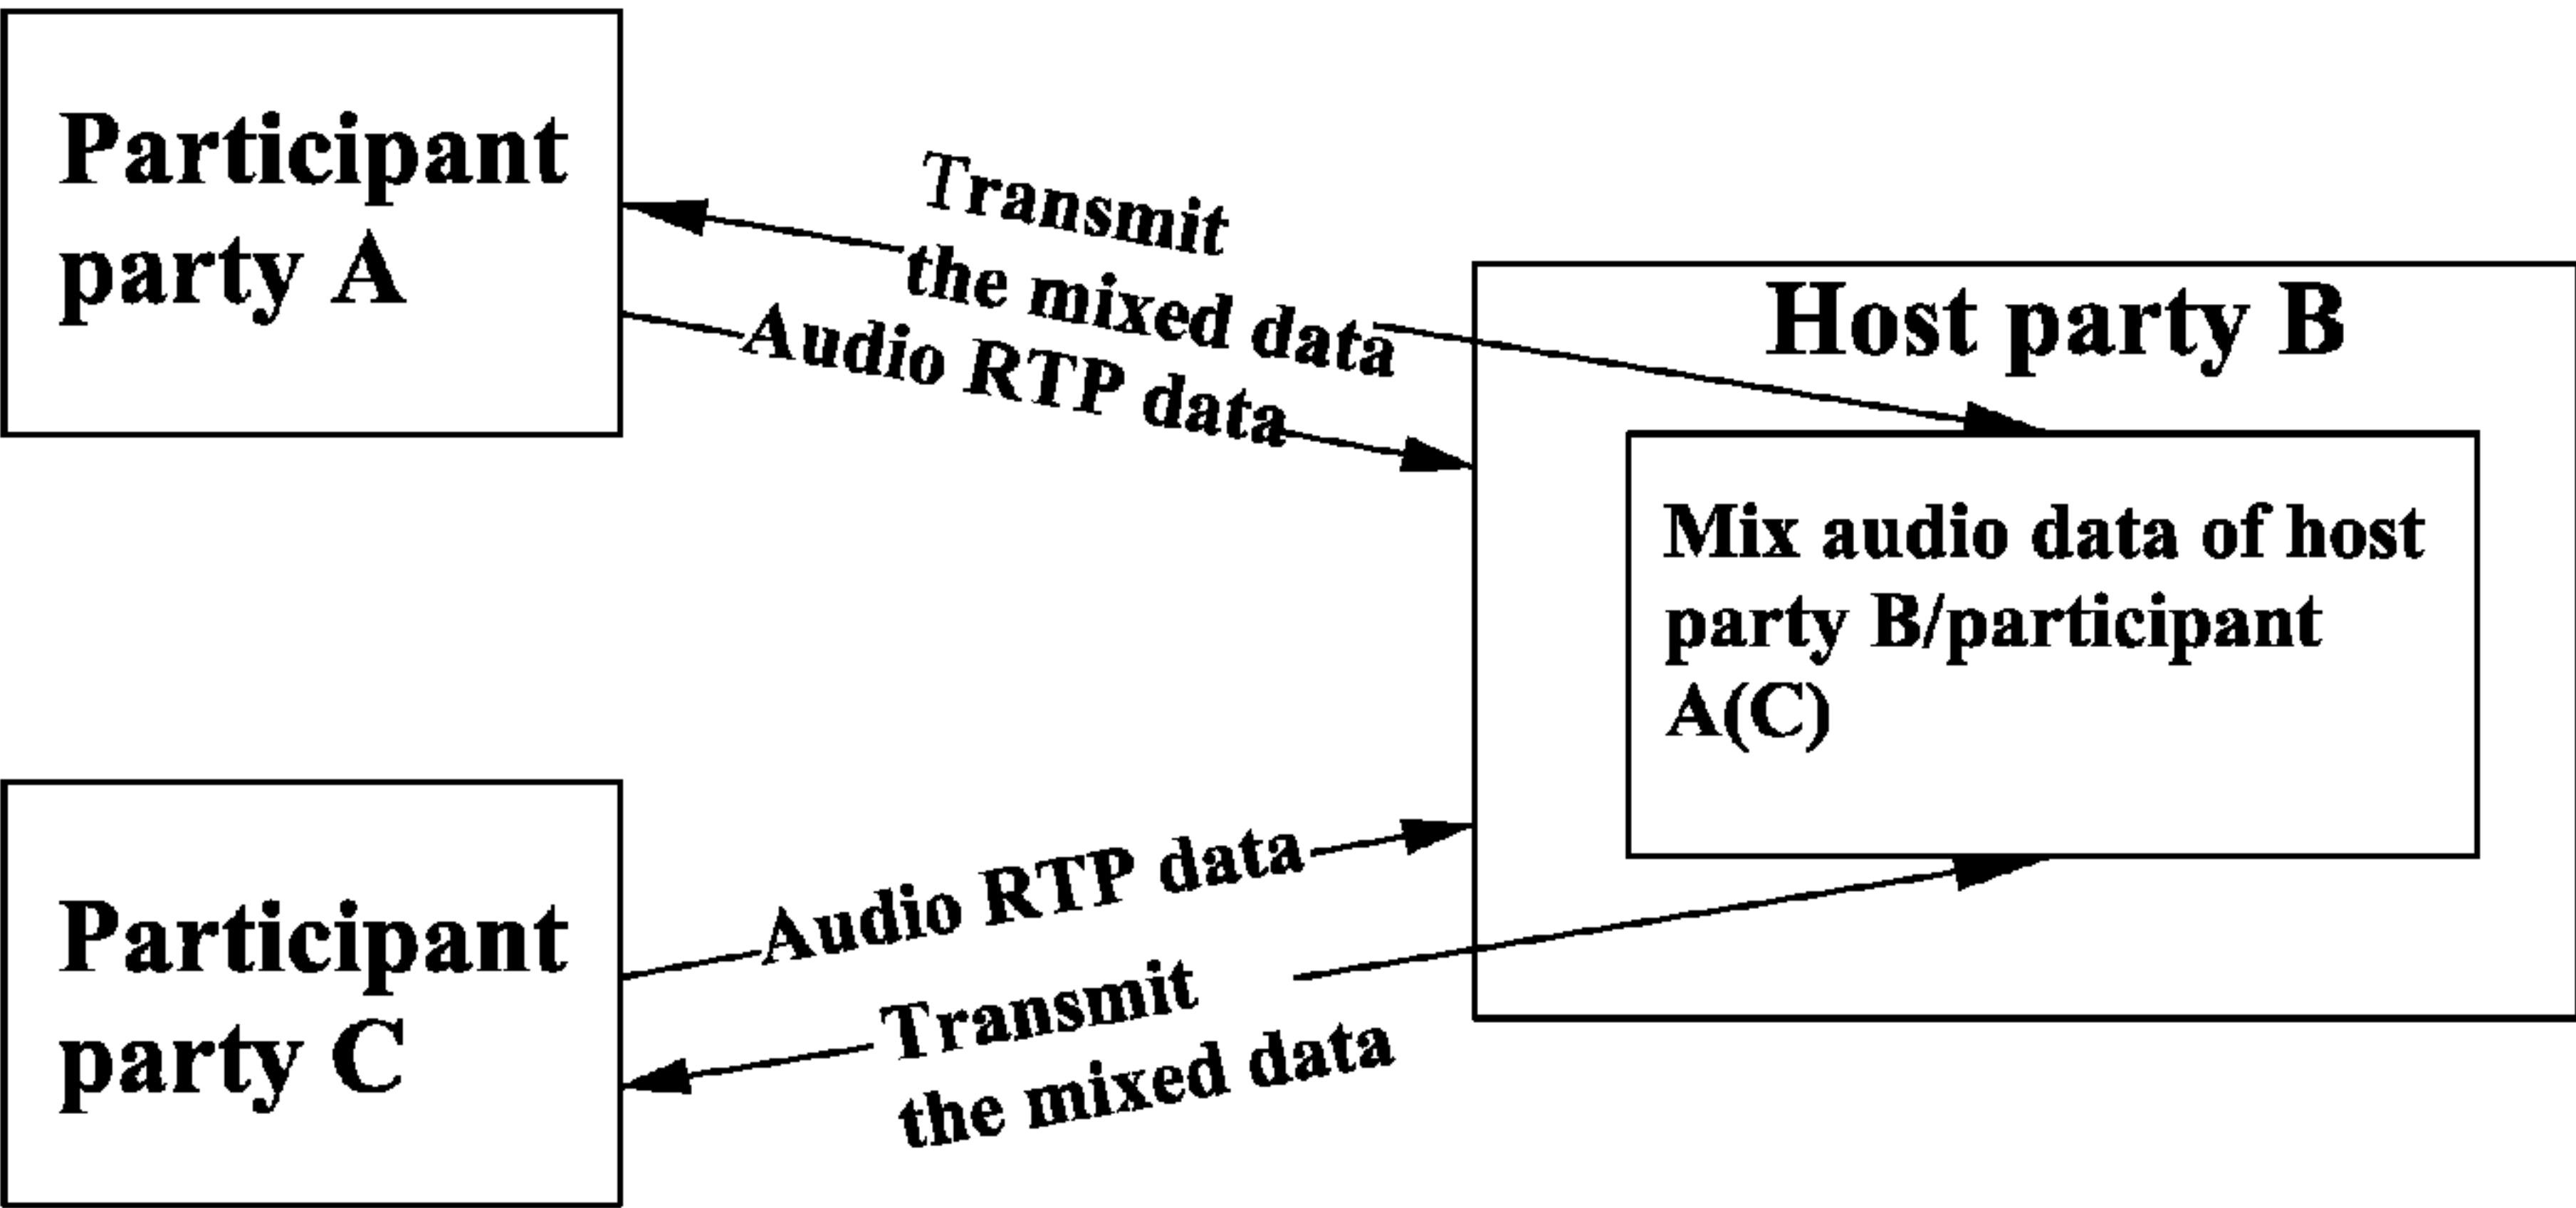 Participant
party A
Transmit
the mixed data
Audio RTP data
Host party B
Mix audio data of host
party B/participant
A(C)
Participant
party C
Audio RTP data
Transmit
the mixed data